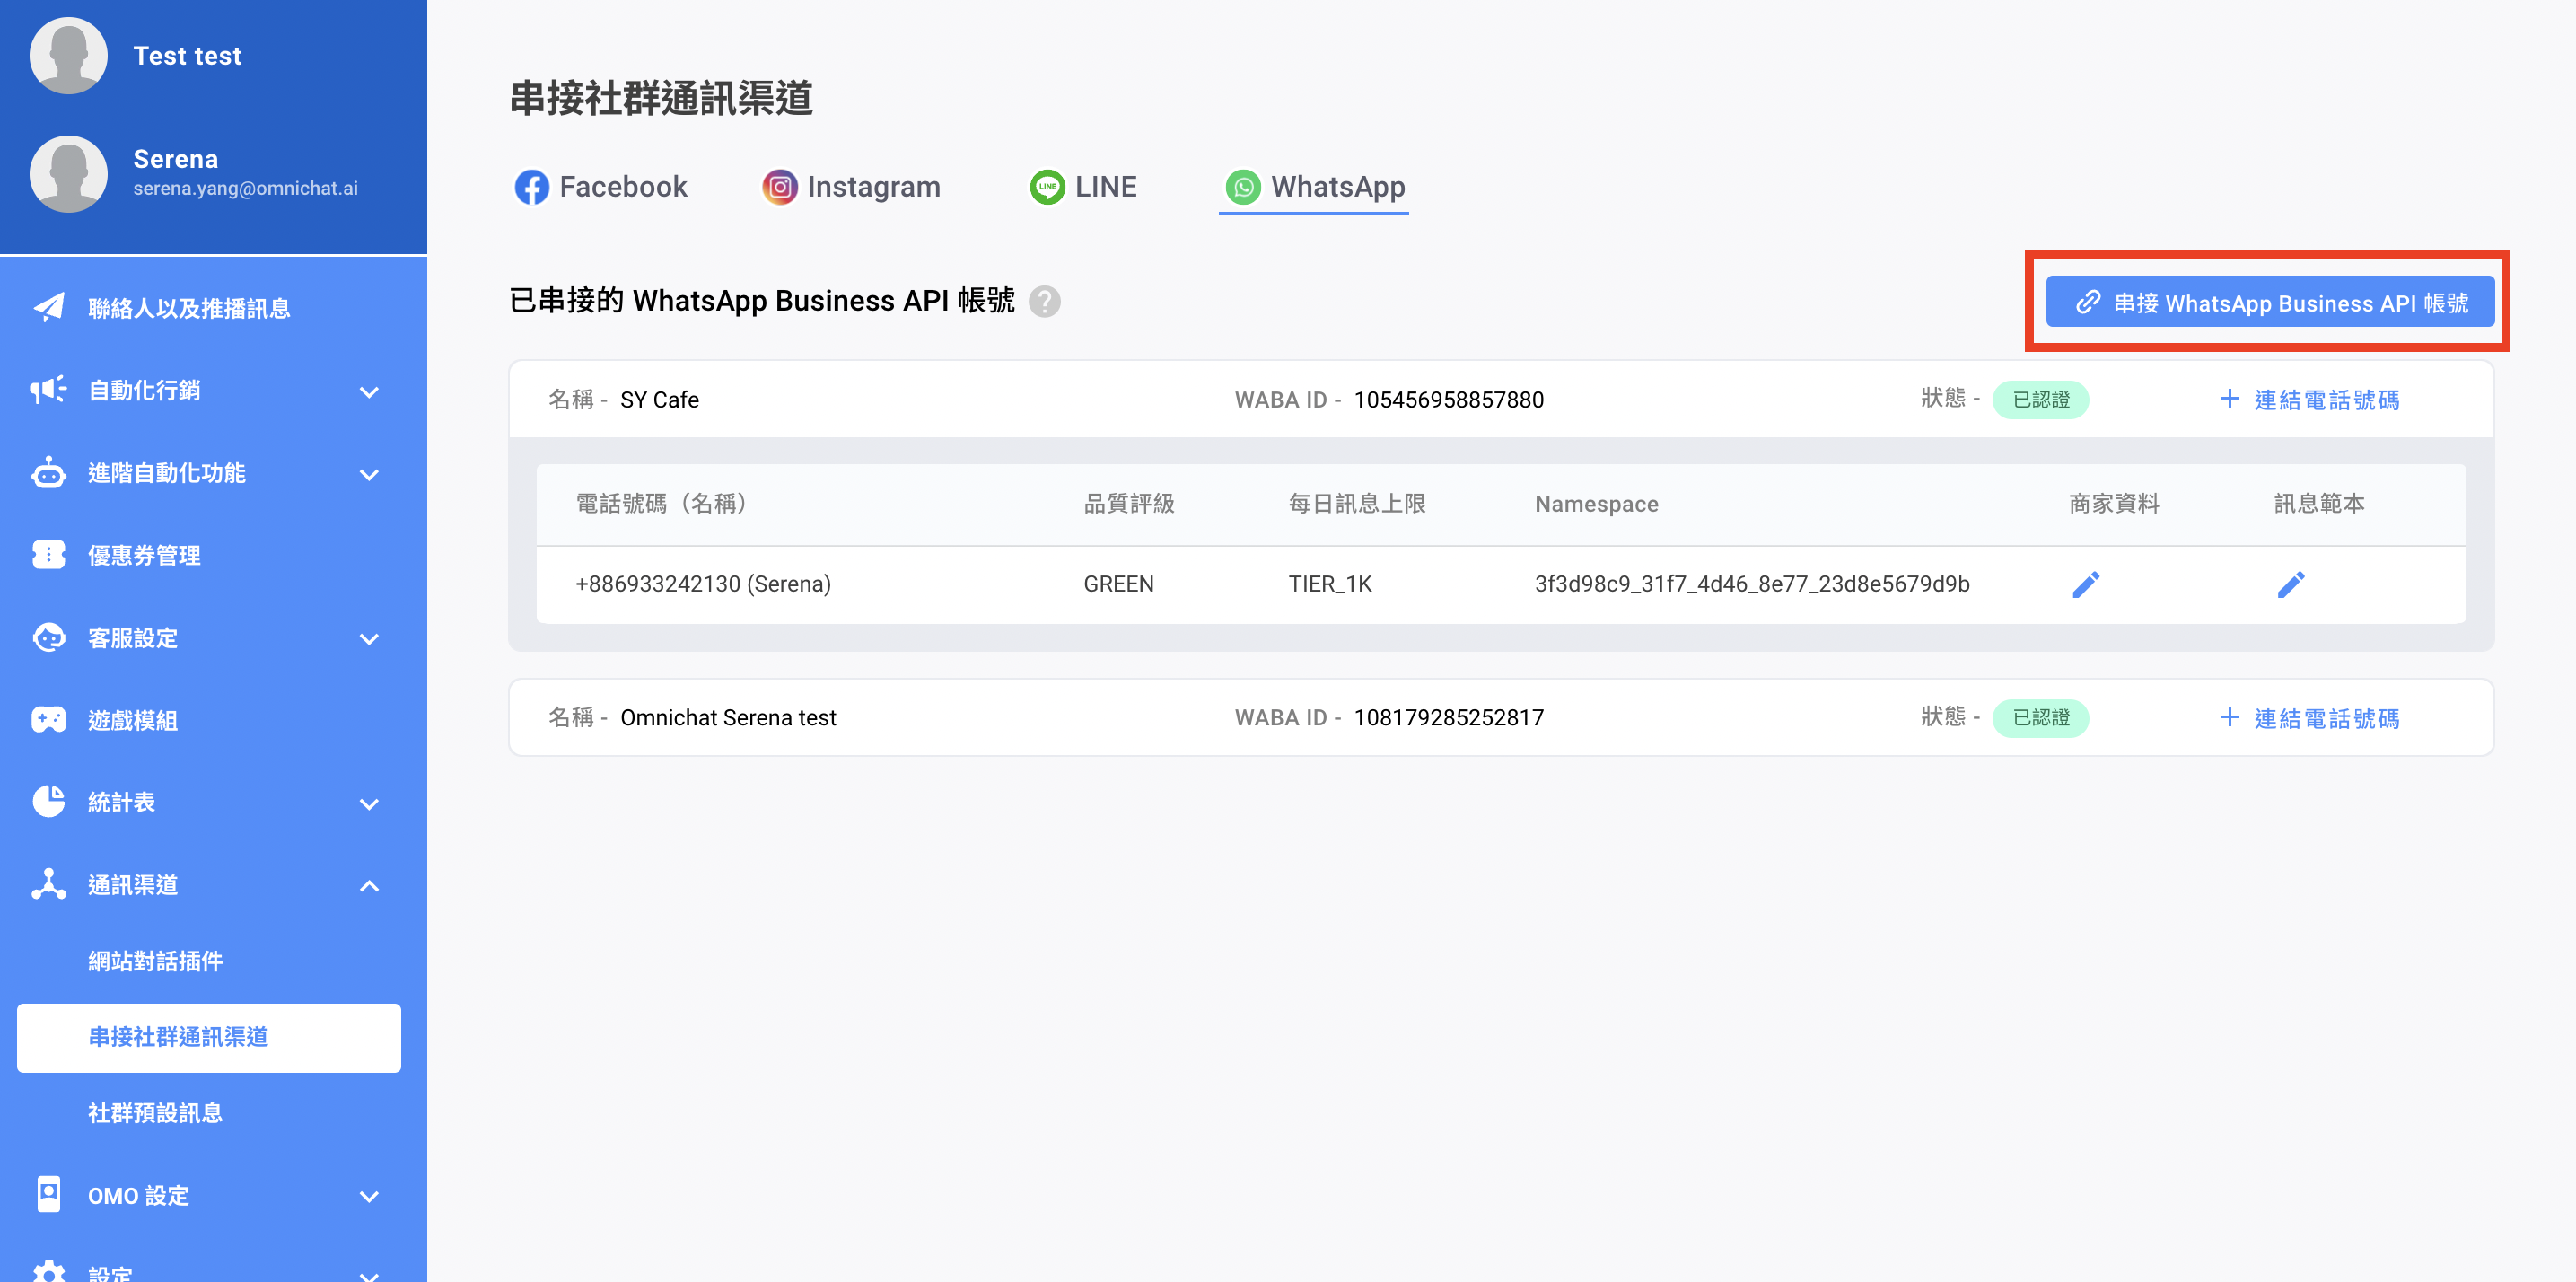 Test test
Serena
serena.yang@omnichat.ai
聯絡人以及推播訊息
自動化行銷
進階自動化功能
優惠券管理
客服設定
遊戲模組
統計表
通訊渠道
網站對話插件
串接社群通訊渠道
社群預設訊息
OMO 設定
設定
串接社群通訊渠道
Facebook Instagram LINE WhatsApp
已串接的 WhatsApp Business API 帳號 ?
串接 WhatsApp Business API 帳號
名稱 - SY Cafe WABA ID - 105456958857880 狀態 - 已認證 + 連結電話號碼
電話號碼（名稱） 品質評級 每日訊息上限 Namespace 商家資料 訊息範本
+886933242130 (Serena) GREEN TIER_1K 3f3d98c9_31f7_4d46_8e77_23d8e5679d9b
名稱 - Omnichat Serena test WABA ID - 108179285252817 狀態 - 已認證 + 連結電話號碼